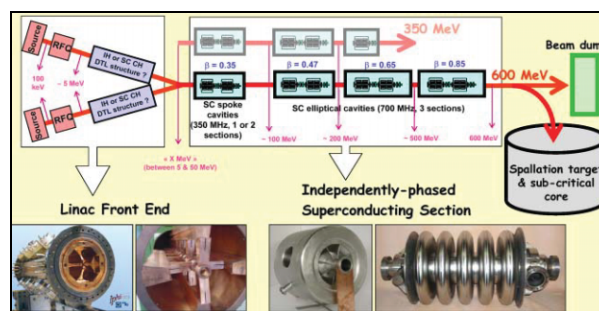 350 MeV
Beam dump
Source
RFQ
IH or SC CH
DTL structure ?
100
keV
~ 5 MeV
Source
RFQ
IH or SC CH
DTL structure ?
β = 0.35
β = 0.47
β = 0.65
β = 0.85
600 MeV
SC spoke
cavities
(350 MHz, 1 or 2
sections)
SC elliptical cavities (700 MHz, 3 sections)
« X MeV »
(between 5 & 50 MeV)
~ 100 MeV
~ 200 MeV
~ 500 MeV
600 MeV
Spallation target
& sub-critical
core
Linac Front End
Independently-phased
Superconducting Section